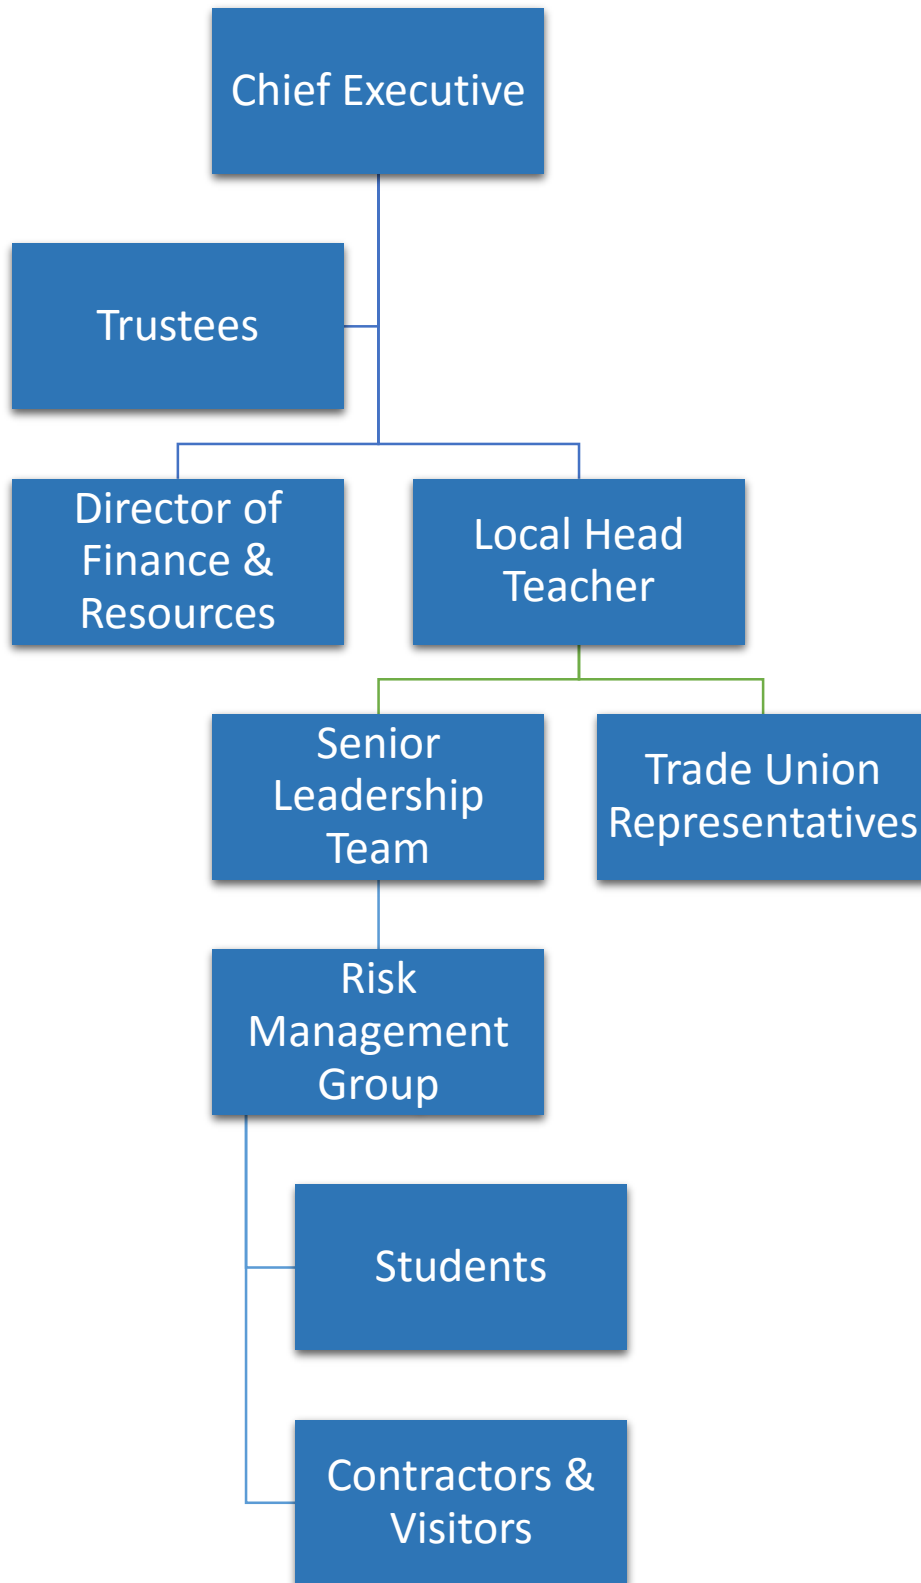 Chief Executive
Trustees
Director of
Finance &
Resources
Local Head
Teacher
Senior
Leadership
Team
Trade Union
Representatives
Risk
Management
Group
Students
Contractors &
Visitors